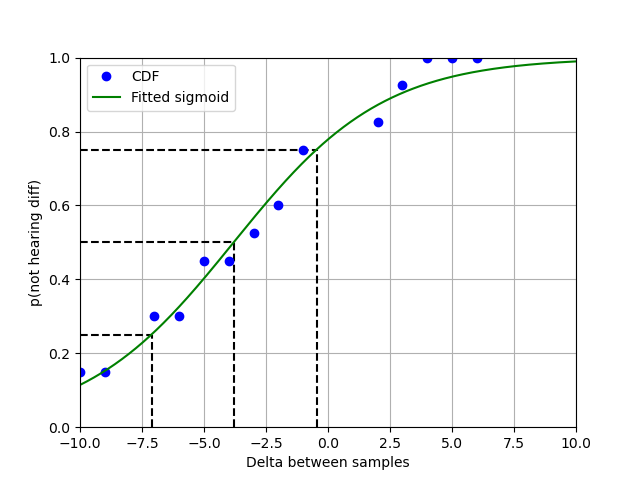 1.0
0.8
0.6
0.4
0.2
0.0
p(not hearing diff)
CDF
Fitted sigmoid
−10.0 −7.5 −5.0 −2.5 0.0 2.5 5.0 7.5 10.0
Delta between samples